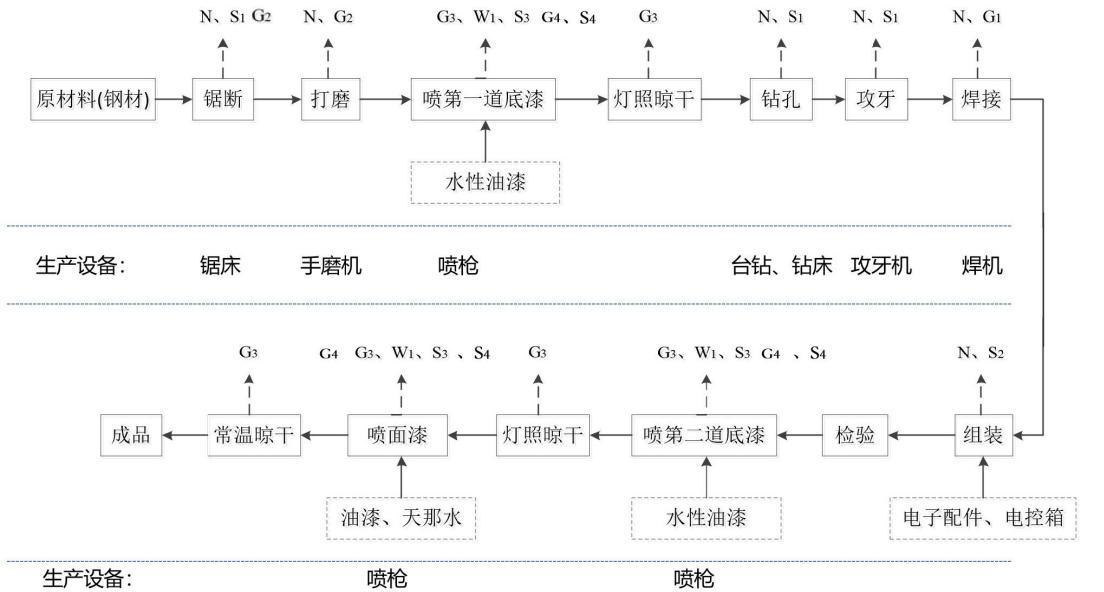 N、S1 G2 N、G2 G3、W1、S3 G4、S4 G3 N、S1 N、S1 N、G1
原材料(钢材) 锯断 打磨 喷第一道底漆 灯照晾干 钻孔 攻牙 焊接
水性油漆
生产设备： 锯床 手磨机 喷枪 台钻、钻床 攻牙机 焊机
G3 G4 G3、W1、S3 、S4 G3 G3、W1、S3 G4 、S4 N、S2
成品 常温晾干 喷面漆 灯照晾干 喷第二道底漆 检验 组装
油漆、天那水 水性油漆 电子配件、电控箱
生产设备： 喷枪 喷枪